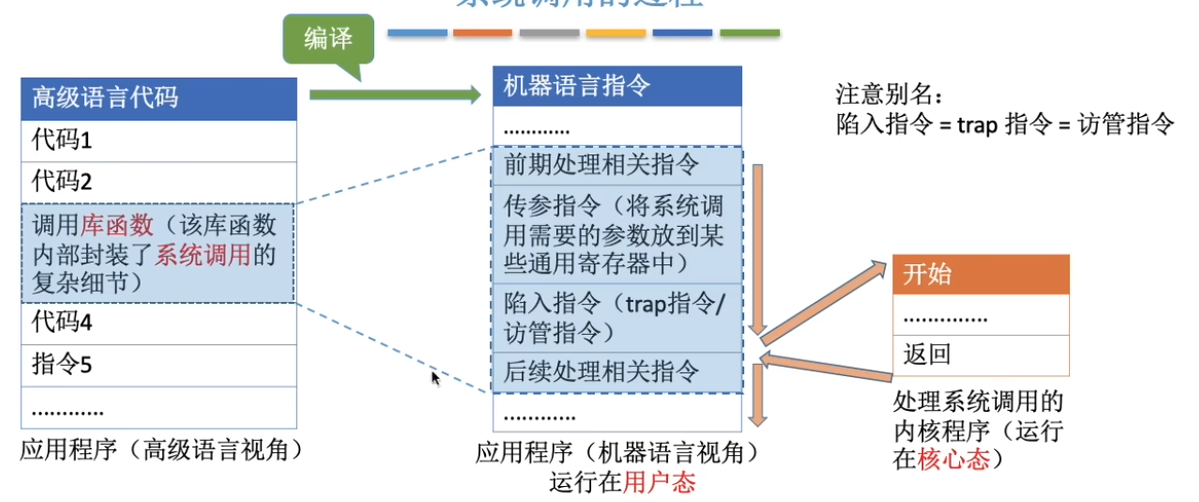 系统调用的过程
编译
高级语言代码
代码1
代码2
调用库函数（该库函数
内部封装了系统调用的
复杂细节）
代码4
指令5
…………
应用程序（高级语言视角）
机器语言指令
…………
前期处理相关指令
传参指令（将系统调
用需要的参数放到某
些通用寄存器中）
陷入指令（trap指令/
访管指令）
后续处理相关指令
…………
应用程序（机器语言视角）
运行在用户态
注意别名：
陷入指令 = trap 指令 = 访管指令
开始
…………..
返回
处理系统调用的
内核程序（运行
在核心态）